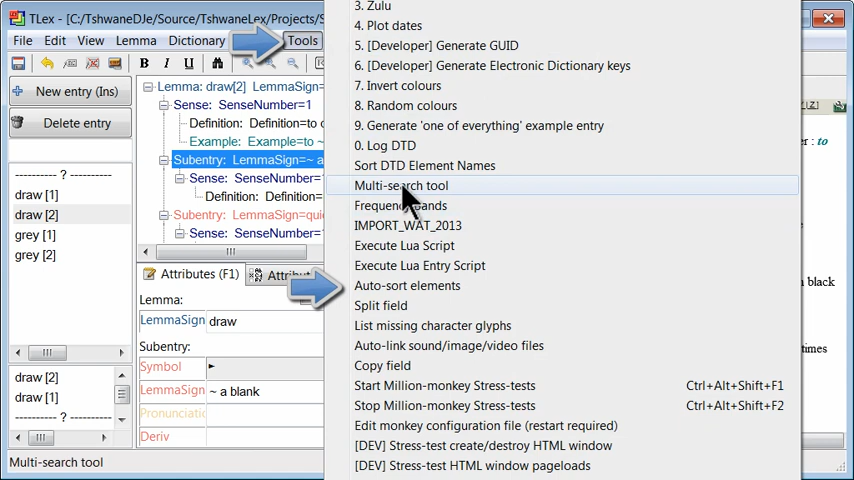 TLex - [C:/TshwaneDJe/Source/TshwaneLex/Projects/S
File Edit View Lemma Dictionary Tools
B I U
New entry (Ins)
Delete entry
---------- ? ----------
draw [1]
draw [2]
grey [1]
grey [2]
draw [2]
draw [1]
---------- ? ----------
Lemma: draw[2] LemmaSign=
Sense: SenseNumber=1
Definition: Definition=to c
Example: Example=to ~
Subentry: LemmaSign=~ a
Sense: SenseNumber=1
Definition: Definition=
Subentry: LemmaSign=quic
Sense: SenseNumber=1
Attributes (F1)
Lemma:
LemmaSign draw
Subentry:
Symbol ►
LemmaSign ~ a blank
Pronunciatio
Deriv
3. Zulu
4. Plot dates
5. [Developer] Generate GUID
6. [Developer] Generate Electronic Dictionary keys
7. Invert colours
8. Random colours
9. Generate 'one of everything' example entry
0. Log DTD
Sort DTD Element Names
Multi-search tool
IMPORT_WAT_2013
Execute Lua Script
Execute Lua Entry Script
Auto-sort elements
Split field
List missing character glyphs
Auto-link sound/image/video files
Copy field
Start Million-monkey Stress-tests Ctrl+Alt+Shift+F1
Stop Million-monkey Stress-tests Ctrl+Alt+Shift+F2
Edit monkey configuration file (restart required)
[DEV] Stress-test create/destroy HTML window
[DEV] Stress-test HTML window pageloads
: to
black
times
Multi-search tool